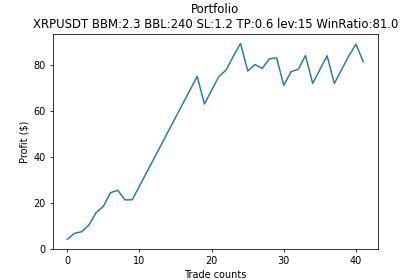 Portfolio
XRPUSDT BBM:2.3 BBL:240 SL:1.2 TP:0.6 lev:15 WinRatio:81.0
80
60
40
20
0
Profit ($)
0 10 20 30 40
Trade counts